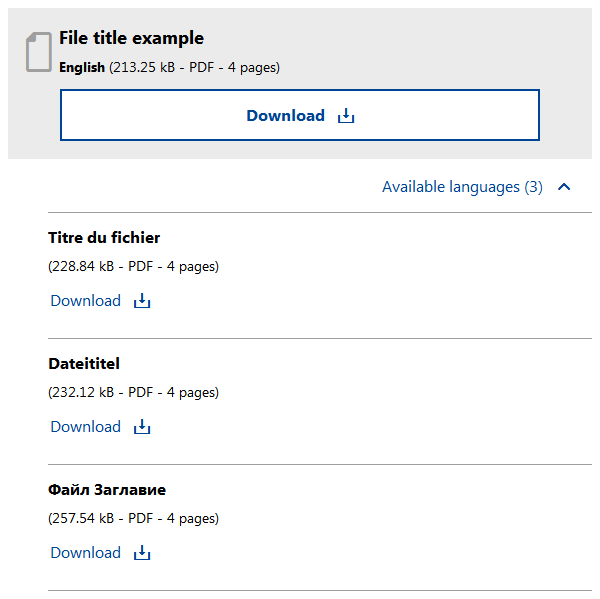 File title example
English (213.25 kB - PDF - 4 pages)
Download
Available languages (3)
Titre du fichier
(228.84 kB - PDF - 4 pages)
Download
Dateititel
(232.12 kB - PDF - 4 pages)
Download
Файл Заглавие
(257.54 kB - PDF - 4 pages)
Download